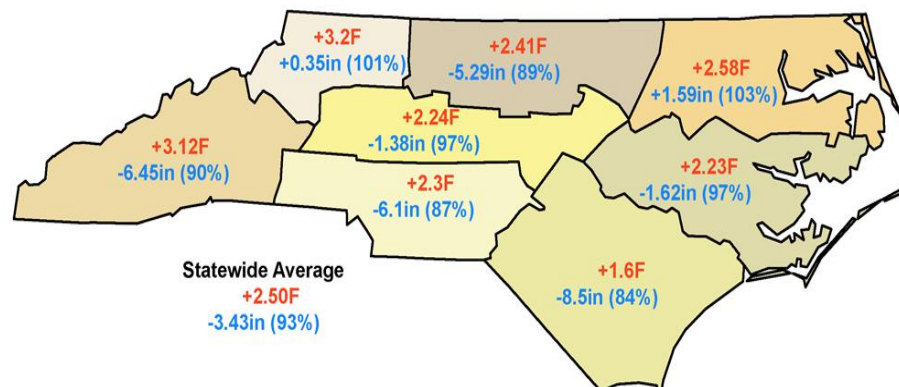 +3.2F
+0.35in (101%)
+2.41F
-5.29in (89%)
+2.58F
+1.59in (103%)
+3.12F
-6.45in (90%)
+2.24F
-1.38in (97%)
+2.23F
-1.62in (97%)
+2.3F
-6.1in (87%)
+1.6F
-8.5in (84%)
Statewide Average
+2.50F
-3.43in (93%)